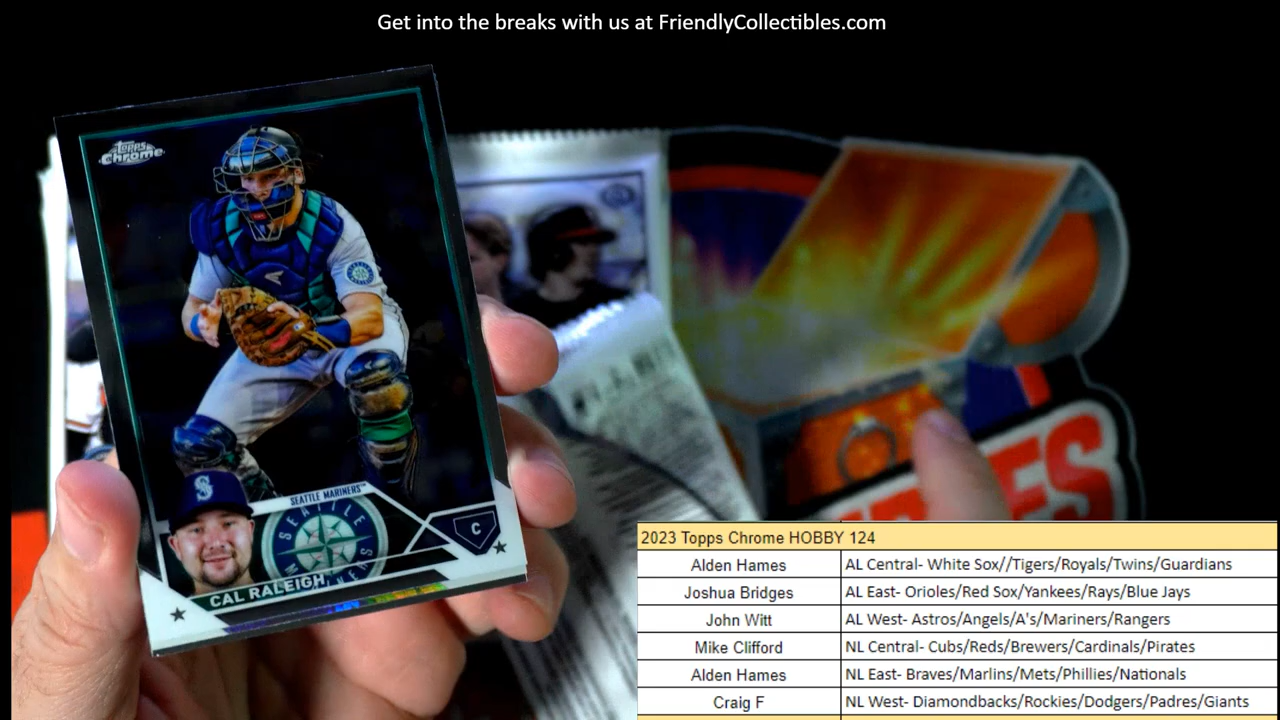 Get into the breaks with us at FriendlyCollectibles.com
Topps
Chrome
SEATTLE MARINERS™
S
SEATTLE
MARINERS
C
CAL RALEIGH
2023 Topps Chrome HOBBY 124
Alden Hames AL Central- White Sox//Tigers/Royals/Twins/Guardians
Joshua Bridges AL East- Orioles/Red Sox/Yankees/Rays/Blue Jays
John Witt AL West- Astros/Angels/A's/Mariners/Rangers
Mike Clifford NL Central- Cubs/Reds/Brewers/Cardinals/Pirates
Alden Hames NL East- Braves/Marlins/Mets/Phillies/Nationals
Craig F NL West- Diamondbacks/Rockies/Dodgers/Padres/Giants